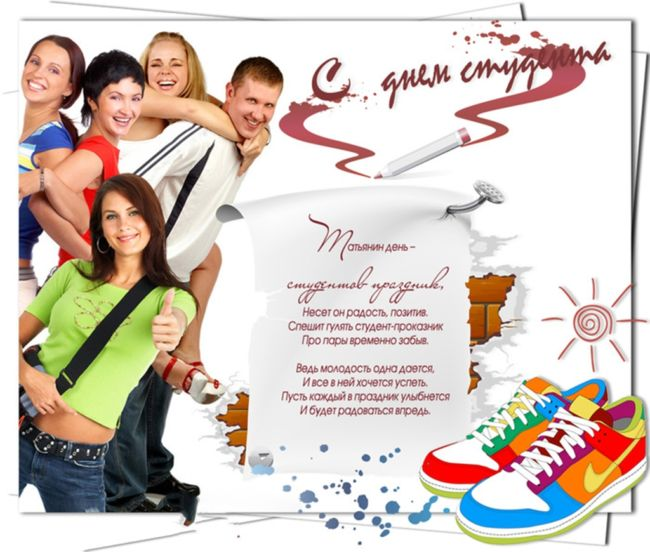 С днем студента
Татьянин день –
студентов праздник,
Несет он радость, позитив.
Спешит гулять студент-проказник
Про пары временно забыв.
Ведь молодость одна дается,
И все в ней хочется успеть.
Пусть каждый в праздник улыбнется
И будет радоваться впредь.